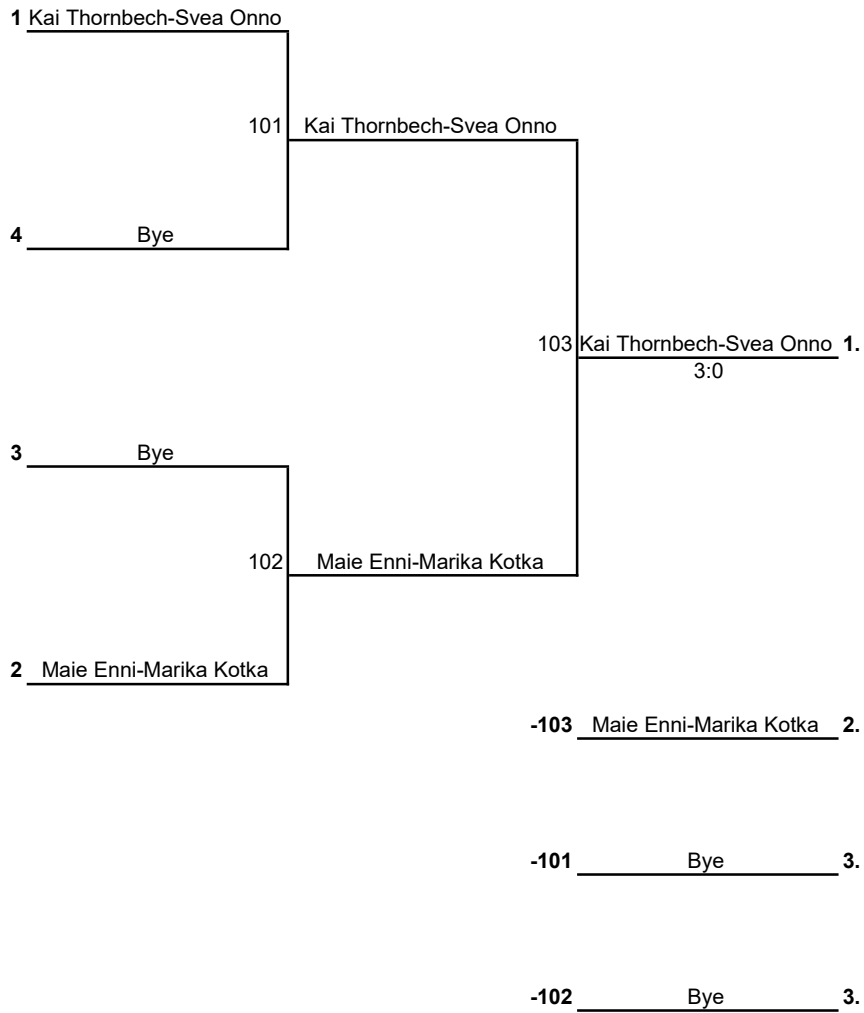 1 Kai Thornbech-Svea Onno
101 Kai Thornbech-Svea Onno
4 Bye
103 Kai Thornbech-Svea Onno 1.
3:0
3 Bye
102 Maie Enni-Marika Kotka
2 Maie Enni-Marika Kotka
-103 Maie Enni-Marika Kotka 2.
-101 Bye 3.
-102 Bye 3.